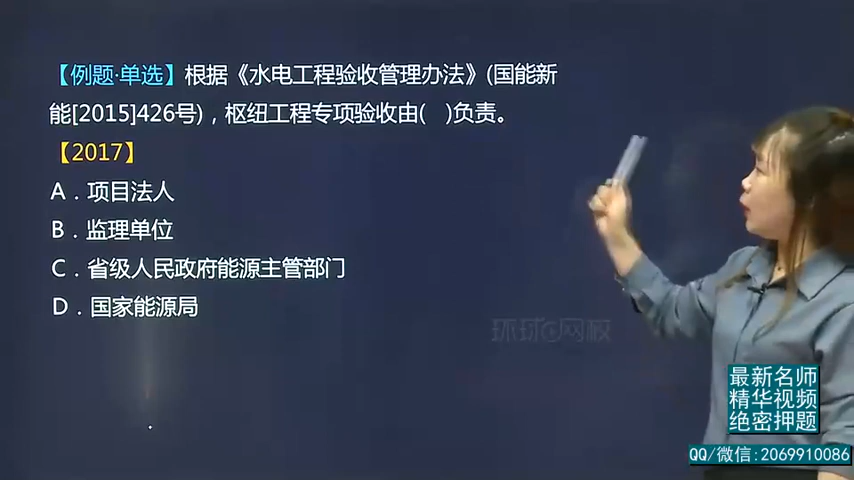 【例题·单选】根据《水电工程验收管理办法》(国能新
能[2015]426号)，枢纽工程专项验收由(   )负责。
【2017】
A．项目法人
B．监理单位
C．省级人民政府能源主管部门
D．国家能源局
环球网校
最新名师
精华视频
绝密押题
QQ/微信:2069910086